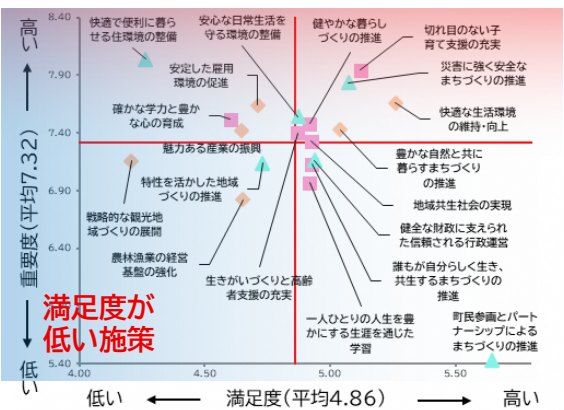 8.40
7.90
7.40
6.90
6.40
5.40
4.00
4.50
5.00
5.50
高い
重要度(平均7.32)
低い
低い
満足度(平均4.86)
高い
快適で便利に暮ら
せる住環境の整備
安心な日常生活を
守る環境の整備
健やかな暮らし
づくりの推進
切れ目のない子
育て支援の充実
安定した雇用
環境の促進
災害に強く安全な
まちづくりの推進
確かな学力と豊か
な心の育成
快適な生活環境
の維持・向上
魅力ある産業の振興
豊かな自然と共に
暮らすまちづくり
の推進
特性を活かした地域
づくりの推進
地域共生社会の実現
戦略的な観光地
域づくりの展開
健全な財政に支えられ
た信頼される行政運営
農林漁業の経営
基盤の強化
誰もが自分らしく生き、
共生するまちづくりの
推進
生きがいづくりと高齢
者支援の充実
一人ひとりの人生を豊
かにする生涯を通じた
学習
町民参画とパート
ナーシップによる
まちづくりの推進
満足度が
低い施策